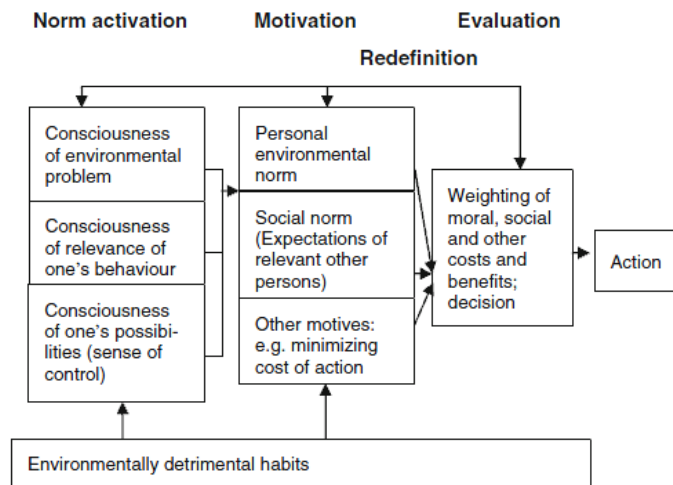 Norm activation
Motivation
Evaluation
Redefinition
Consciousness
of environmental
problem
Consciousness
of relevance of
one's behaviour
Consciousness
of one's possibi-
lities (sense of
control)
Personal
environmental
norm
Social norm
(Expectations of
relevant other
persons)
Other motives:
e.g. minimizing
cost of action
Weighting of
moral, social
and other
costs and
benefits;
decision
Action
Environmentally detrimental habits